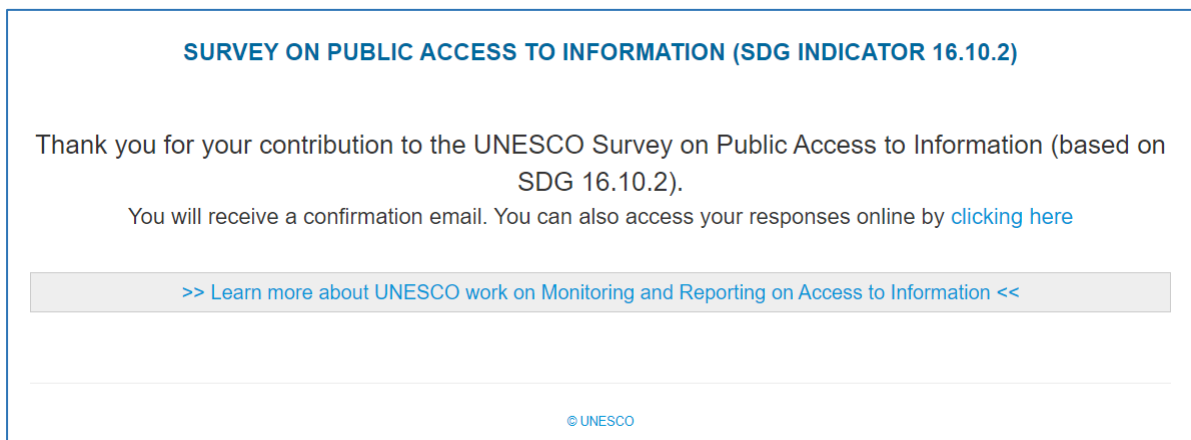 SURVEY ON PUBLIC ACCESS TO INFORMATION (SDG INDICATOR 16.10.2)
Thank you for your contribution to the UNESCO Survey on Public Access to Information (based on
SDG 16.10.2).
You will receive a confirmation email. You can also access your responses online by clicking here
>> Learn more about UNESCO work on Monitoring and Reporting on Access to Information <<
© UNESCO